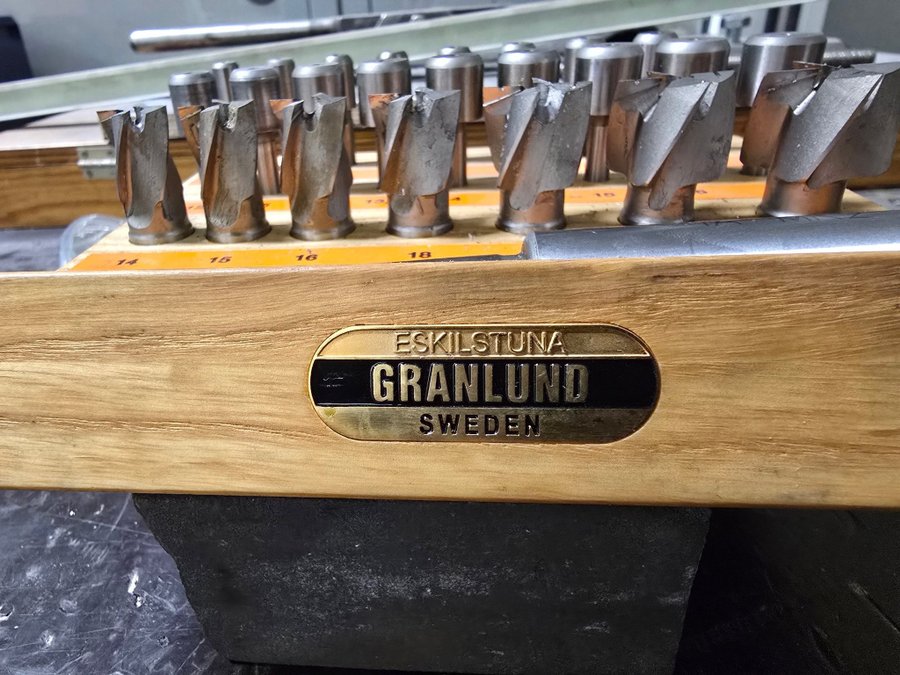 14 15 16 18
ESKILSTUNA
GRANLUND
SWEDEN